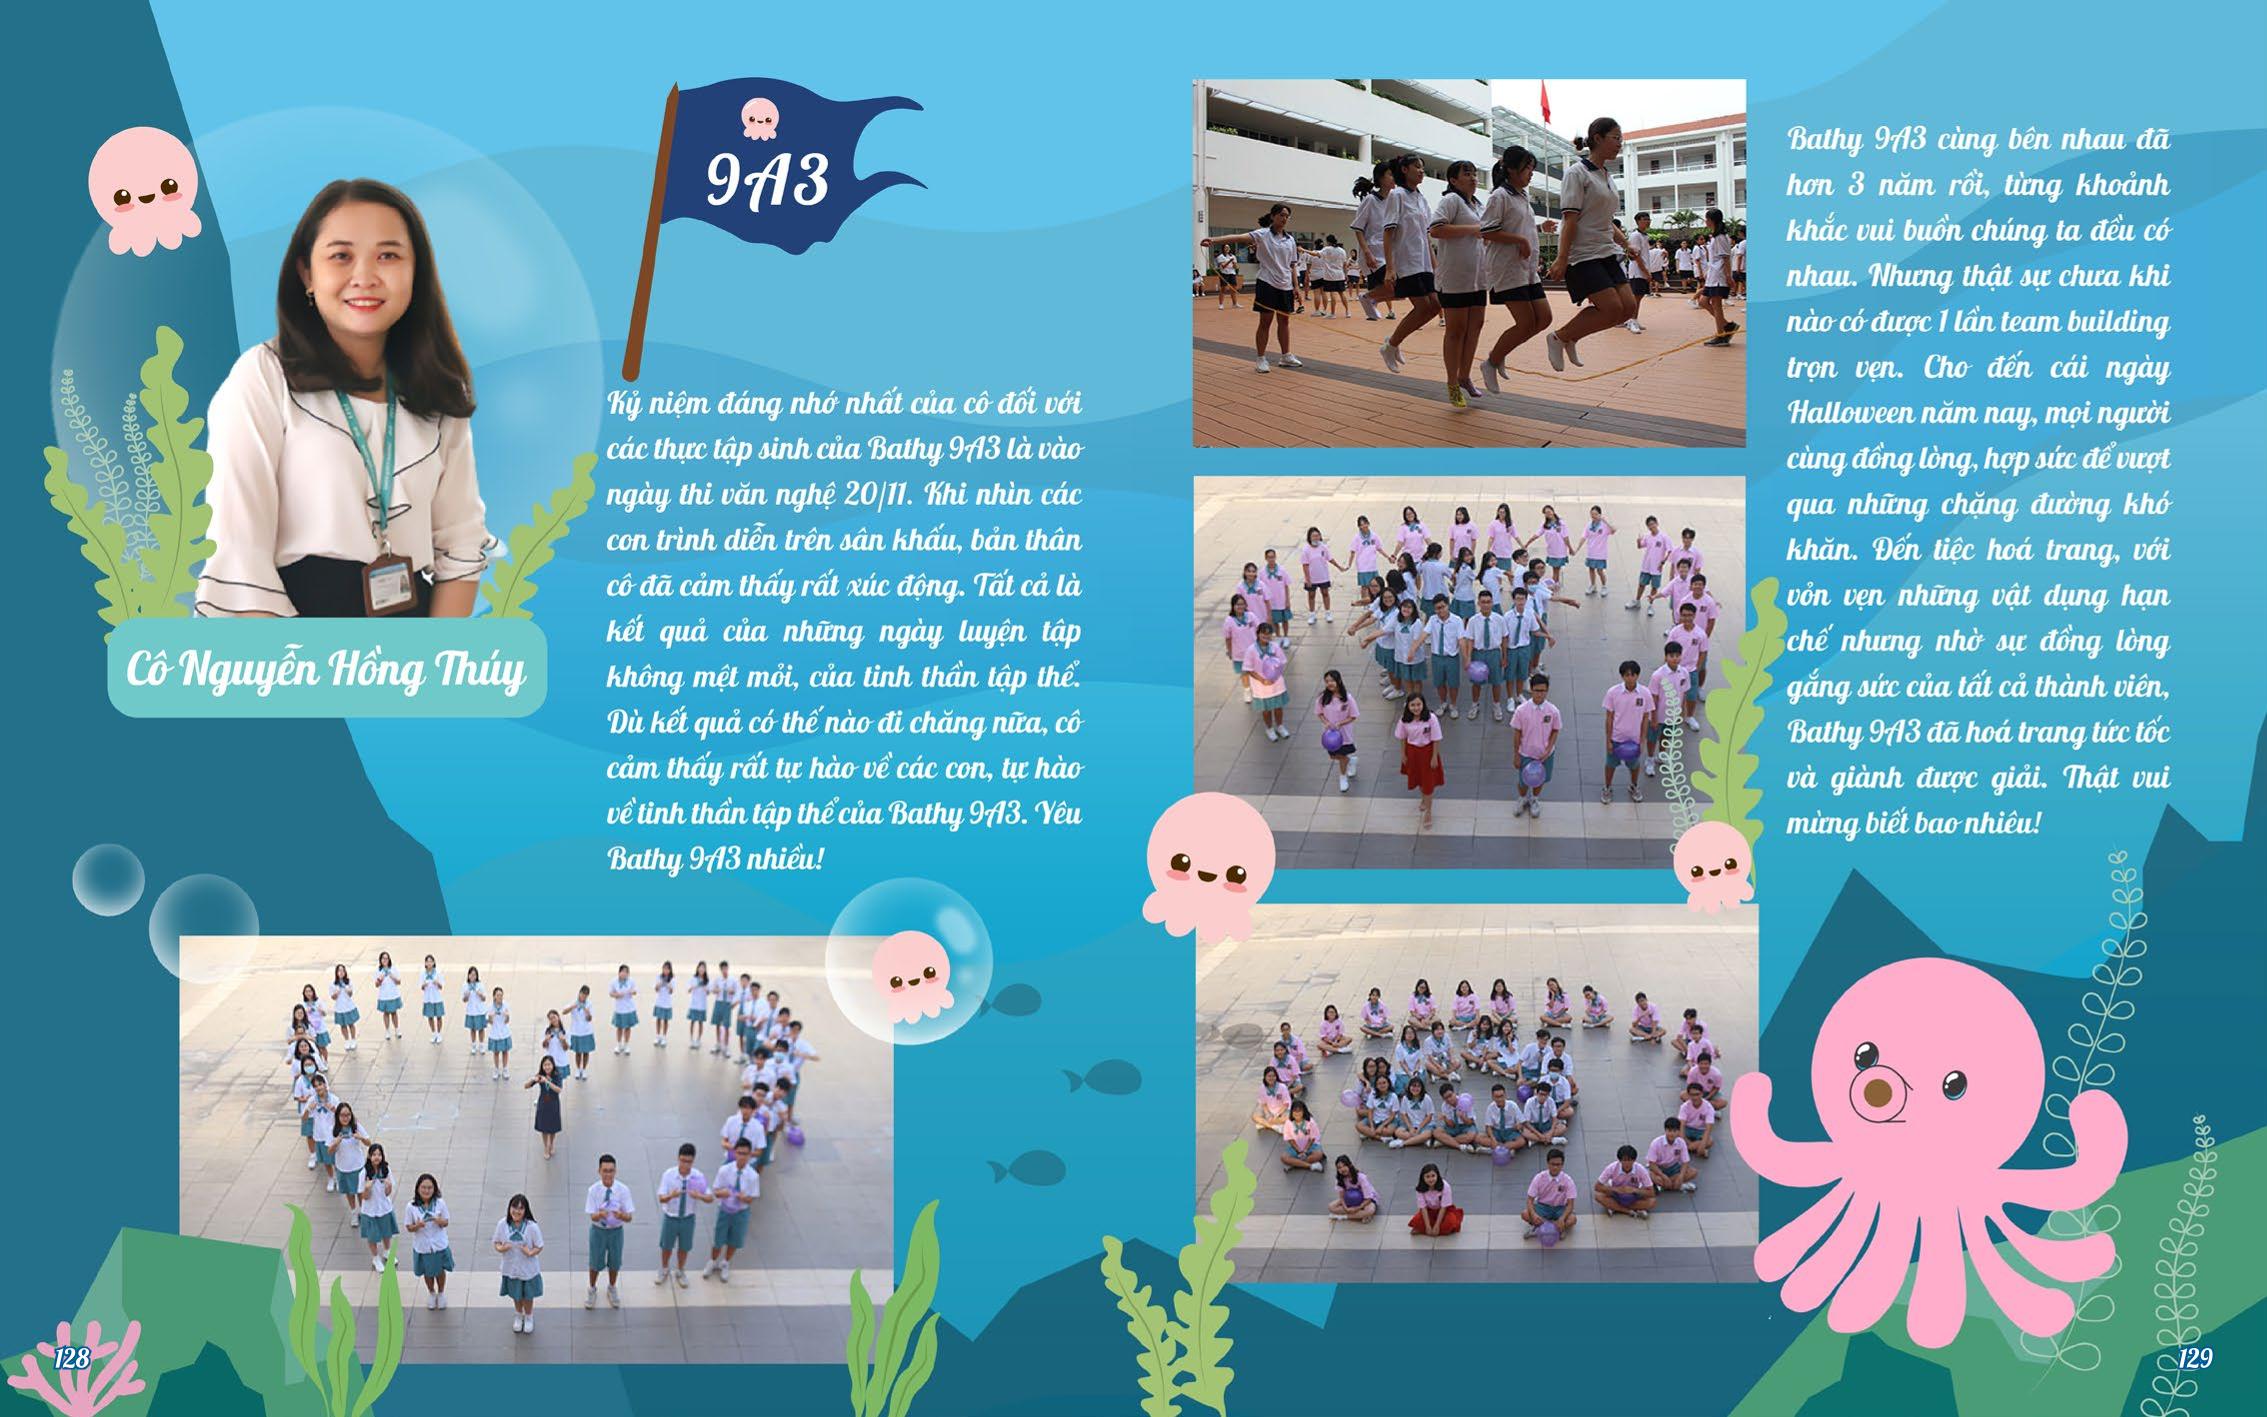 9A3
Cô Nguyễn Hồng Thúy
Kỷ niệm đáng nhớ nhất của cô đối với
các thực tập sinh của Bathy 9A3 là vào
ngày thi văn nghệ 20/11. Khi nhìn các
con trình diễn trên sân khấu, bản thân
cô đã cảm thấy rất xúc động. Tất cả là
kết quả của những ngày luyện tập
không mệt mỏi, của tinh thần tập thể.
Dù kết quả có thế nào đi chăng nữa, cô
cảm thấy rất tự hào về các con, tự hào
về tinh thần tập thể của Bathy 9A3. Yêu
Bathy 9A3 nhiều!
128
Bathy 9A3 cùng bên nhau đã
hơn 3 năm rồi, từng khoảnh
khắc vui buồn chúng ta đều có
nhau. Nhưng thật sự chưa khi
nào có được 1 lần team building
trọn vẹn. Cho đến cái ngày
Halloween năm nay, mọi người
cùng đồng lòng, hợp sức để vượt
qua những chặng đường khó
khăn. Đến tiệc hoá trang, với
vỏn vẹn những vật dụng hạn
chế nhưng nhờ sự đồng lòng
gắng sức của tất cả thành viên,
Bathy 9A3 đã hoá trang tức tốc
và giành được giải. Thật vui
mừng biết bao nhiêu!
129